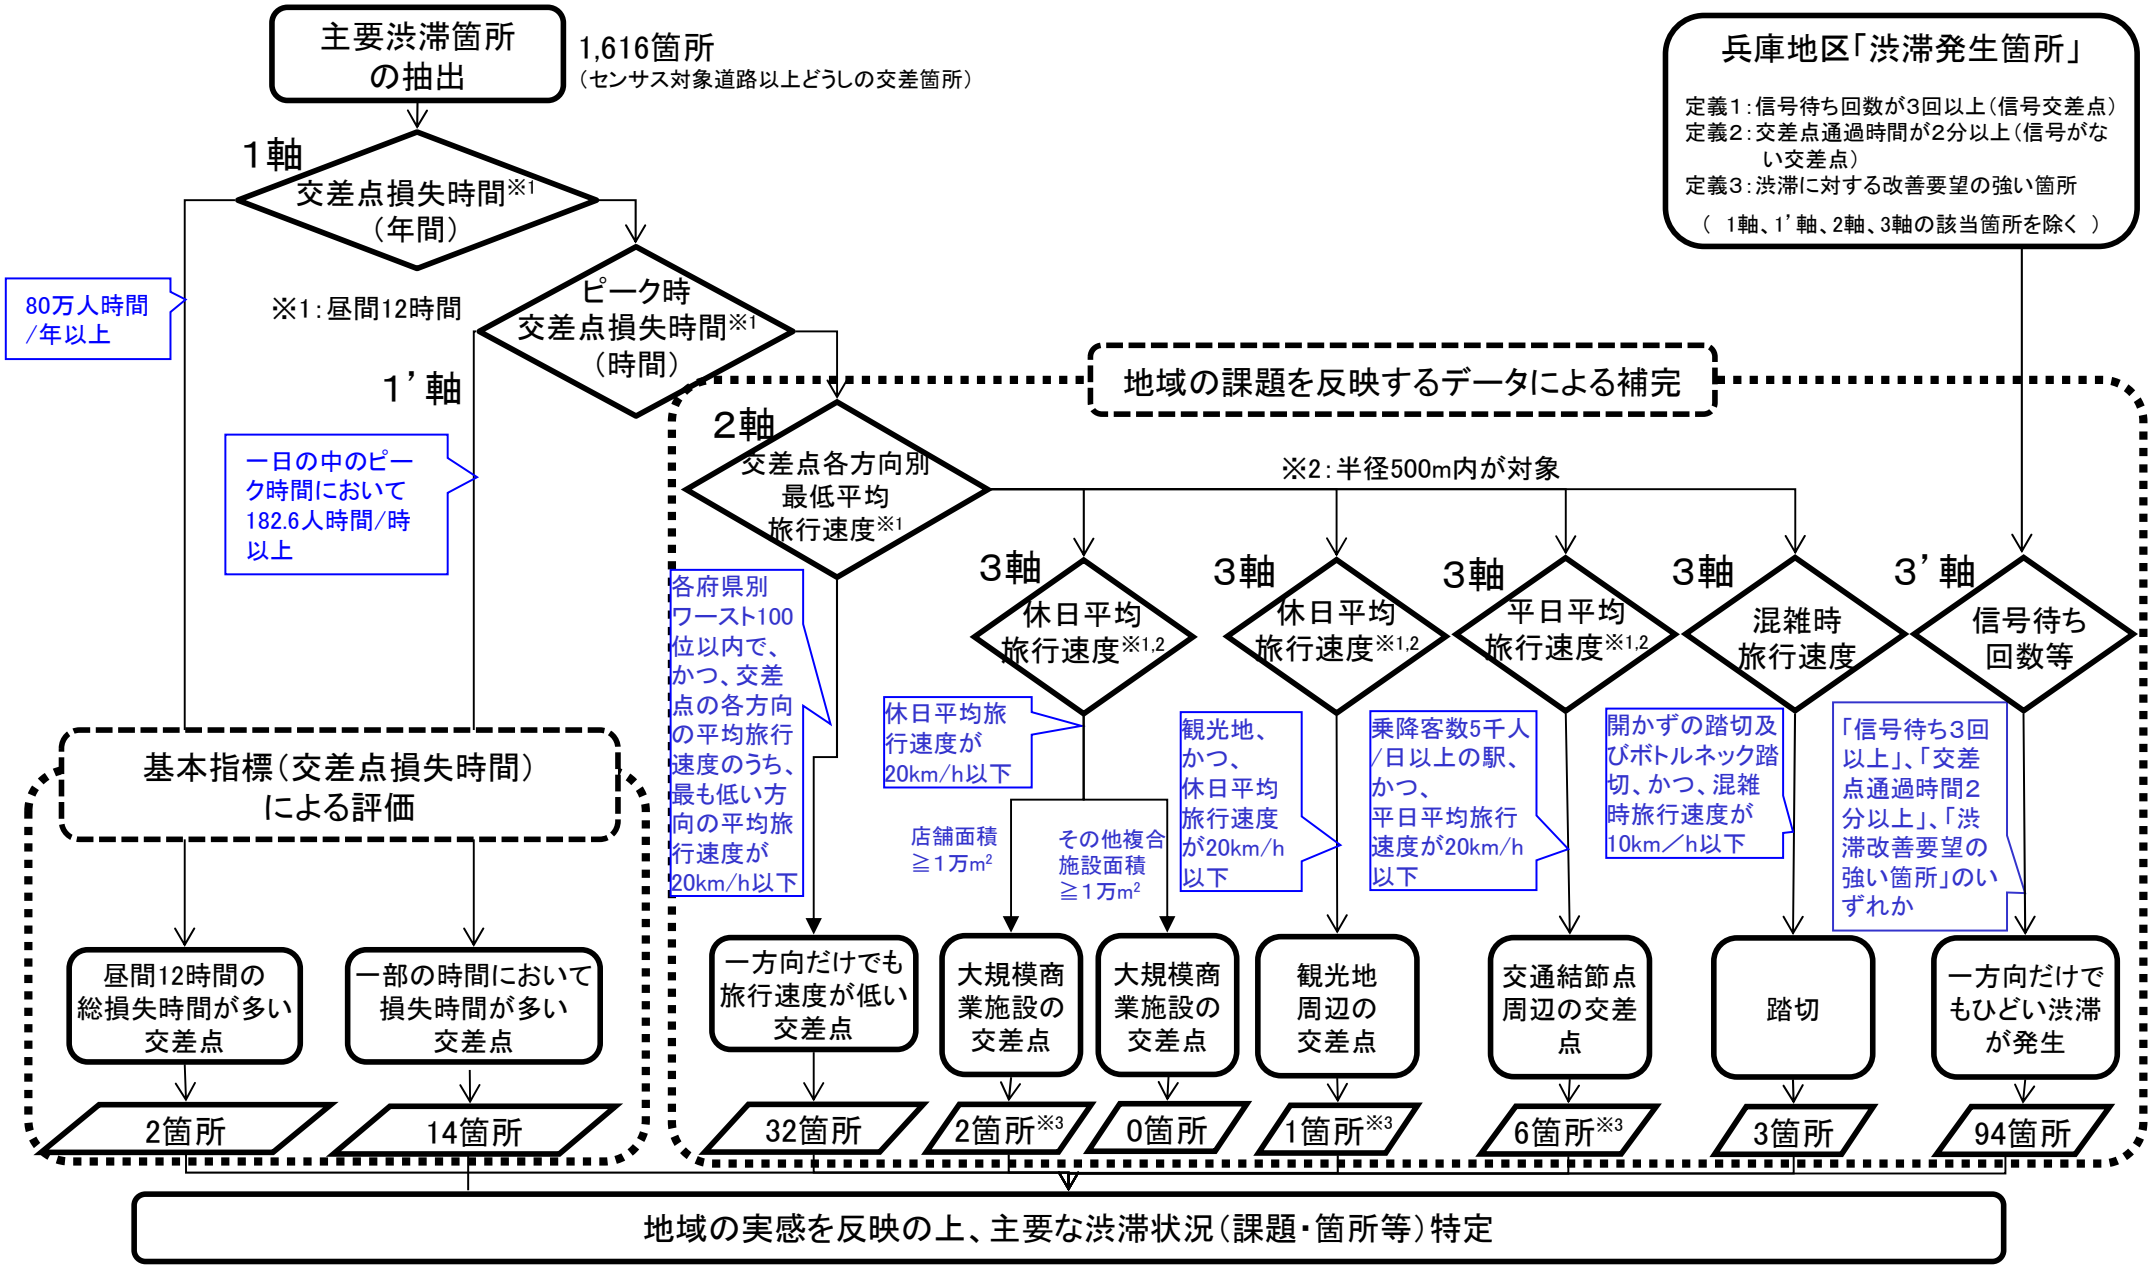 主要渋滞箇所
の抽出
1,616箇所
（センサス対象道路以上どうしの交差箇所）
兵庫地区「渋滞発生箇所」
定義１：信号待ち回数が３回以上（信号交差点）
定義２：交差点通過時間が２分以上（信号がな
い交差点）
定義３：渋滞に対する改善要望の強い箇所
（ 1軸、1’軸、2軸、3軸の該当箇所を除く ）
１軸
交差点損失時間※1
（年間）
80万人時間
/年以上
※1：昼間12時間
ピーク時
交差点損失時間※1
（時間）
１’軸
一日の中のピー
ク時間において
182.6人時間/時
以上
地域の課題を反映するデータによる補完
２軸
交差点各方向別
最低平均
旅行速度※1
※2：半径500m内が対象
各府県別
ワースト100
位以内で、
かつ、交差
点の各方向
の平均旅行
速度のうち、
最も低い方
向の平均旅
行速度が
20km/h以下
３軸
休日平均
旅行速度※1,2
３軸
休日平均
旅行速度※1,2
３軸
平日平均
旅行速度※1,2
３軸
混雑時
旅行速度
３’軸
信号待ち
回数等
休日平均旅
行速度が
20km/h以下
店舗面積
≧１万m²
その他複合
施設面積
≧１万m²
観光地、
かつ、
休日平均
旅行速度
が20km/h
以下
乗降客数5千人
/日以上の駅、
かつ、
平日平均旅行
速度が20km/h
以下
開かずの踏切及
びボトルネック踏
切、かつ、混雑
時旅行速度が
10km／h以下
「信号待ち３回
以上」、「交差
点通過時間２
分以上」、「渋
滞改善要望の
強い箇所」のい
ずれか
基本指標（交差点損失時間）
による評価
昼間12時間の
総損失時間が多い
交差点
一部の時間において
損失時間が多い
交差点
一方向だけでも
旅行速度が低い
交差点
大規模商
業施設の
交差点
大規模商
業施設の
交差点
観光地
周辺の
交差点
交通結節点
周辺の交差
点
踏切
一方向だけで
もひどい渋滞
が発生
2箇所
14箇所
32箇所
2箇所※3
0箇所
1箇所※3
6箇所※3
3箇所
94箇所
地域の実感を反映の上、主要な渋滞状況（課題・箇所等）特定